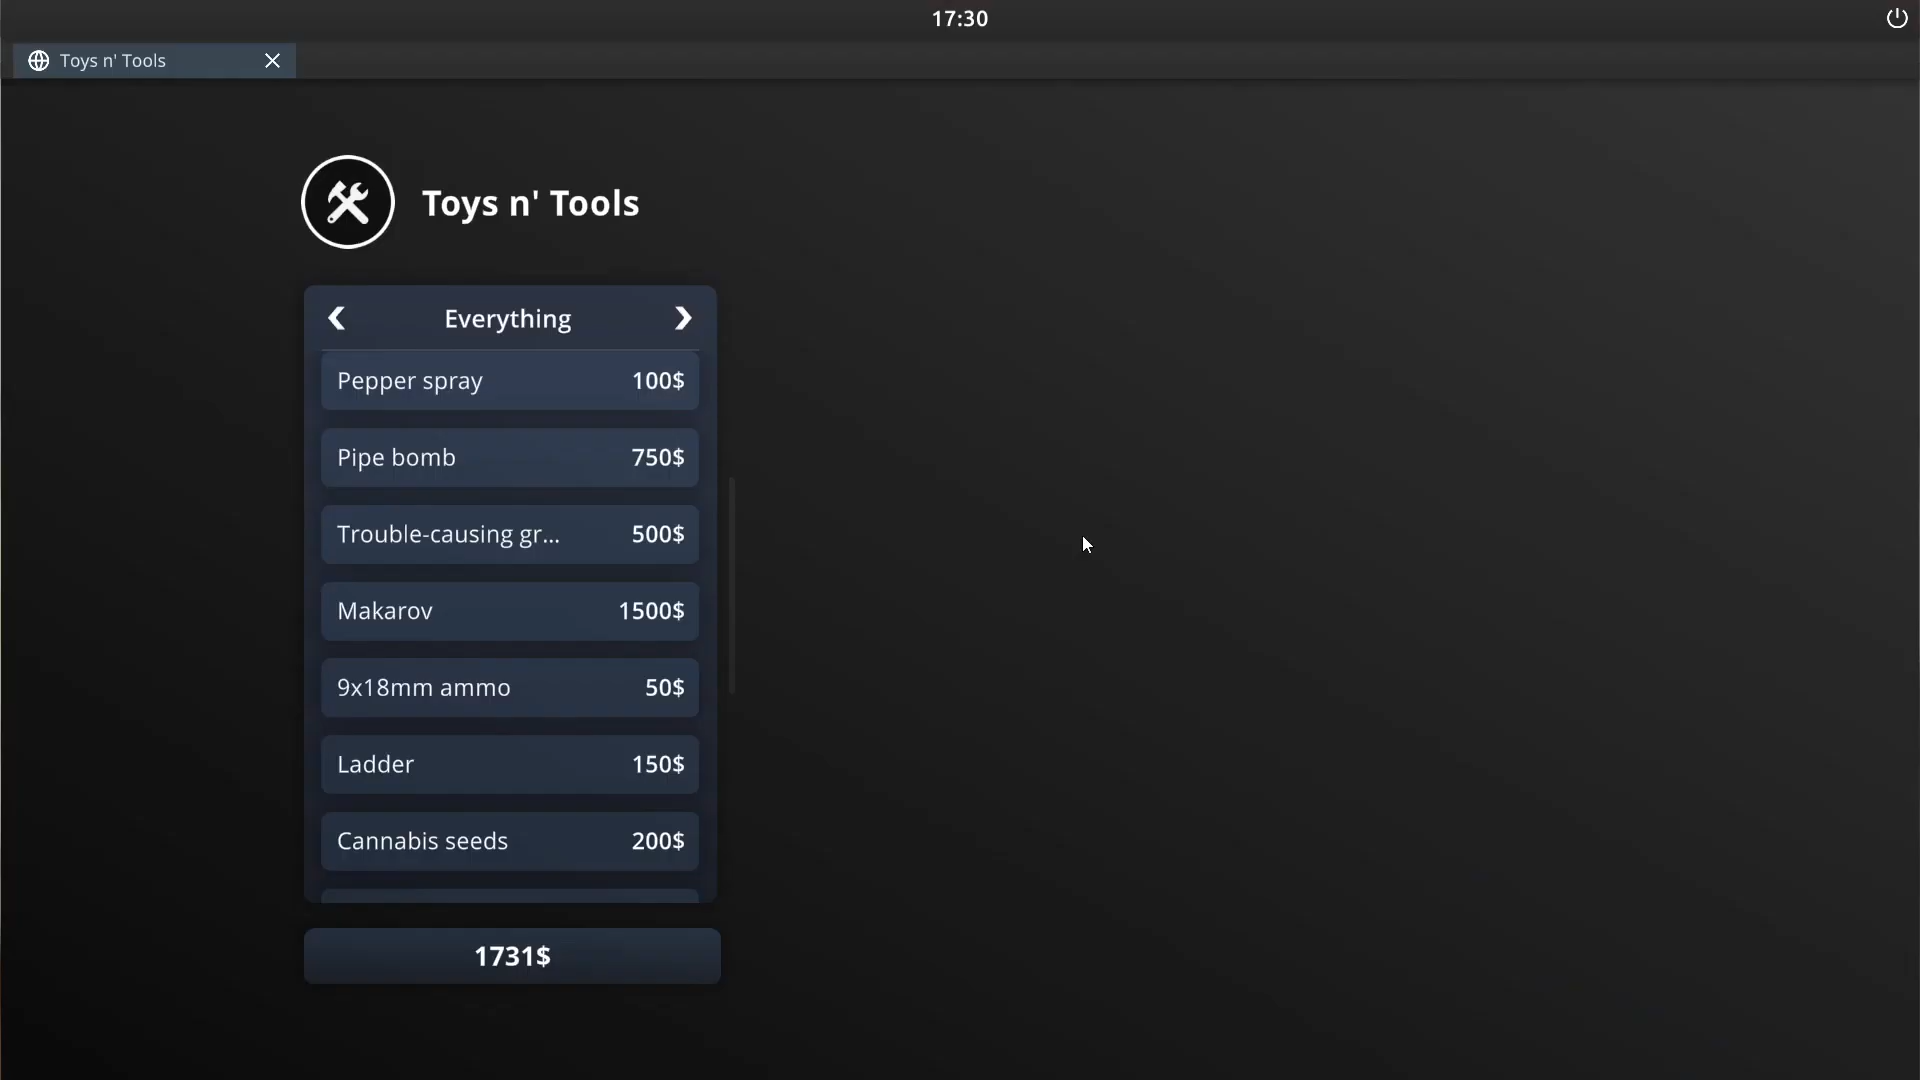 17:30
Toys n' Tools
Toys n' Tools
Everything
Pepper spray 100$
Pipe bomb 750$
Trouble-causing gr... 500$
Makarov 1500$
9x18mm ammo 50$
Ladder 150$
Cannabis seeds 200$
1731$